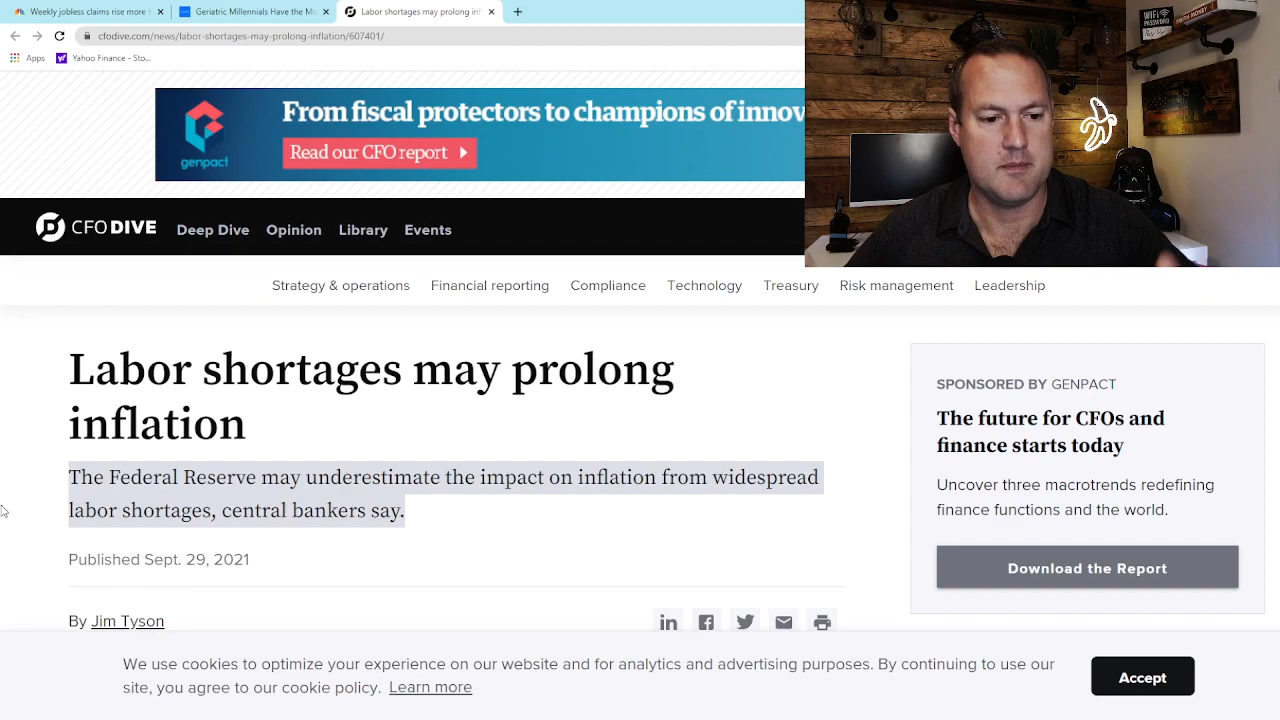 Weekly jobless claims rise more
Geriatric Millennials Have the Mo
Labor shortages may prolong inf
cfodive.com/news/labor-shortages-may-prolong-inflation/607401/
Apps
Yahoo Finance - Sto...
From fiscal protectors to champions of innov
Read our CFO report
genpact
WiFi PASSWORD
CFO DIVE
Deep Dive
Opinion
Library
Events
Strategy & operations
Financial reporting
Compliance
Technology
Treasury
Risk management
Leadership
Labor shortages may prolong
inflation
The Federal Reserve may underestimate the impact on inflation from widespread
labor shortages, central bankers say.
Published Sept. 29, 2021
By Jim Tyson
SPONSORED BY GENPACT
The future for CFOs and
finance starts today
Uncover three macrotrends redefining
finance functions and the world.
Download the Report
We use cookies to optimize your experience on our website and for analytics and advertising purposes. By continuing to use our
site, you agree to our cookie policy. Learn more
Accept